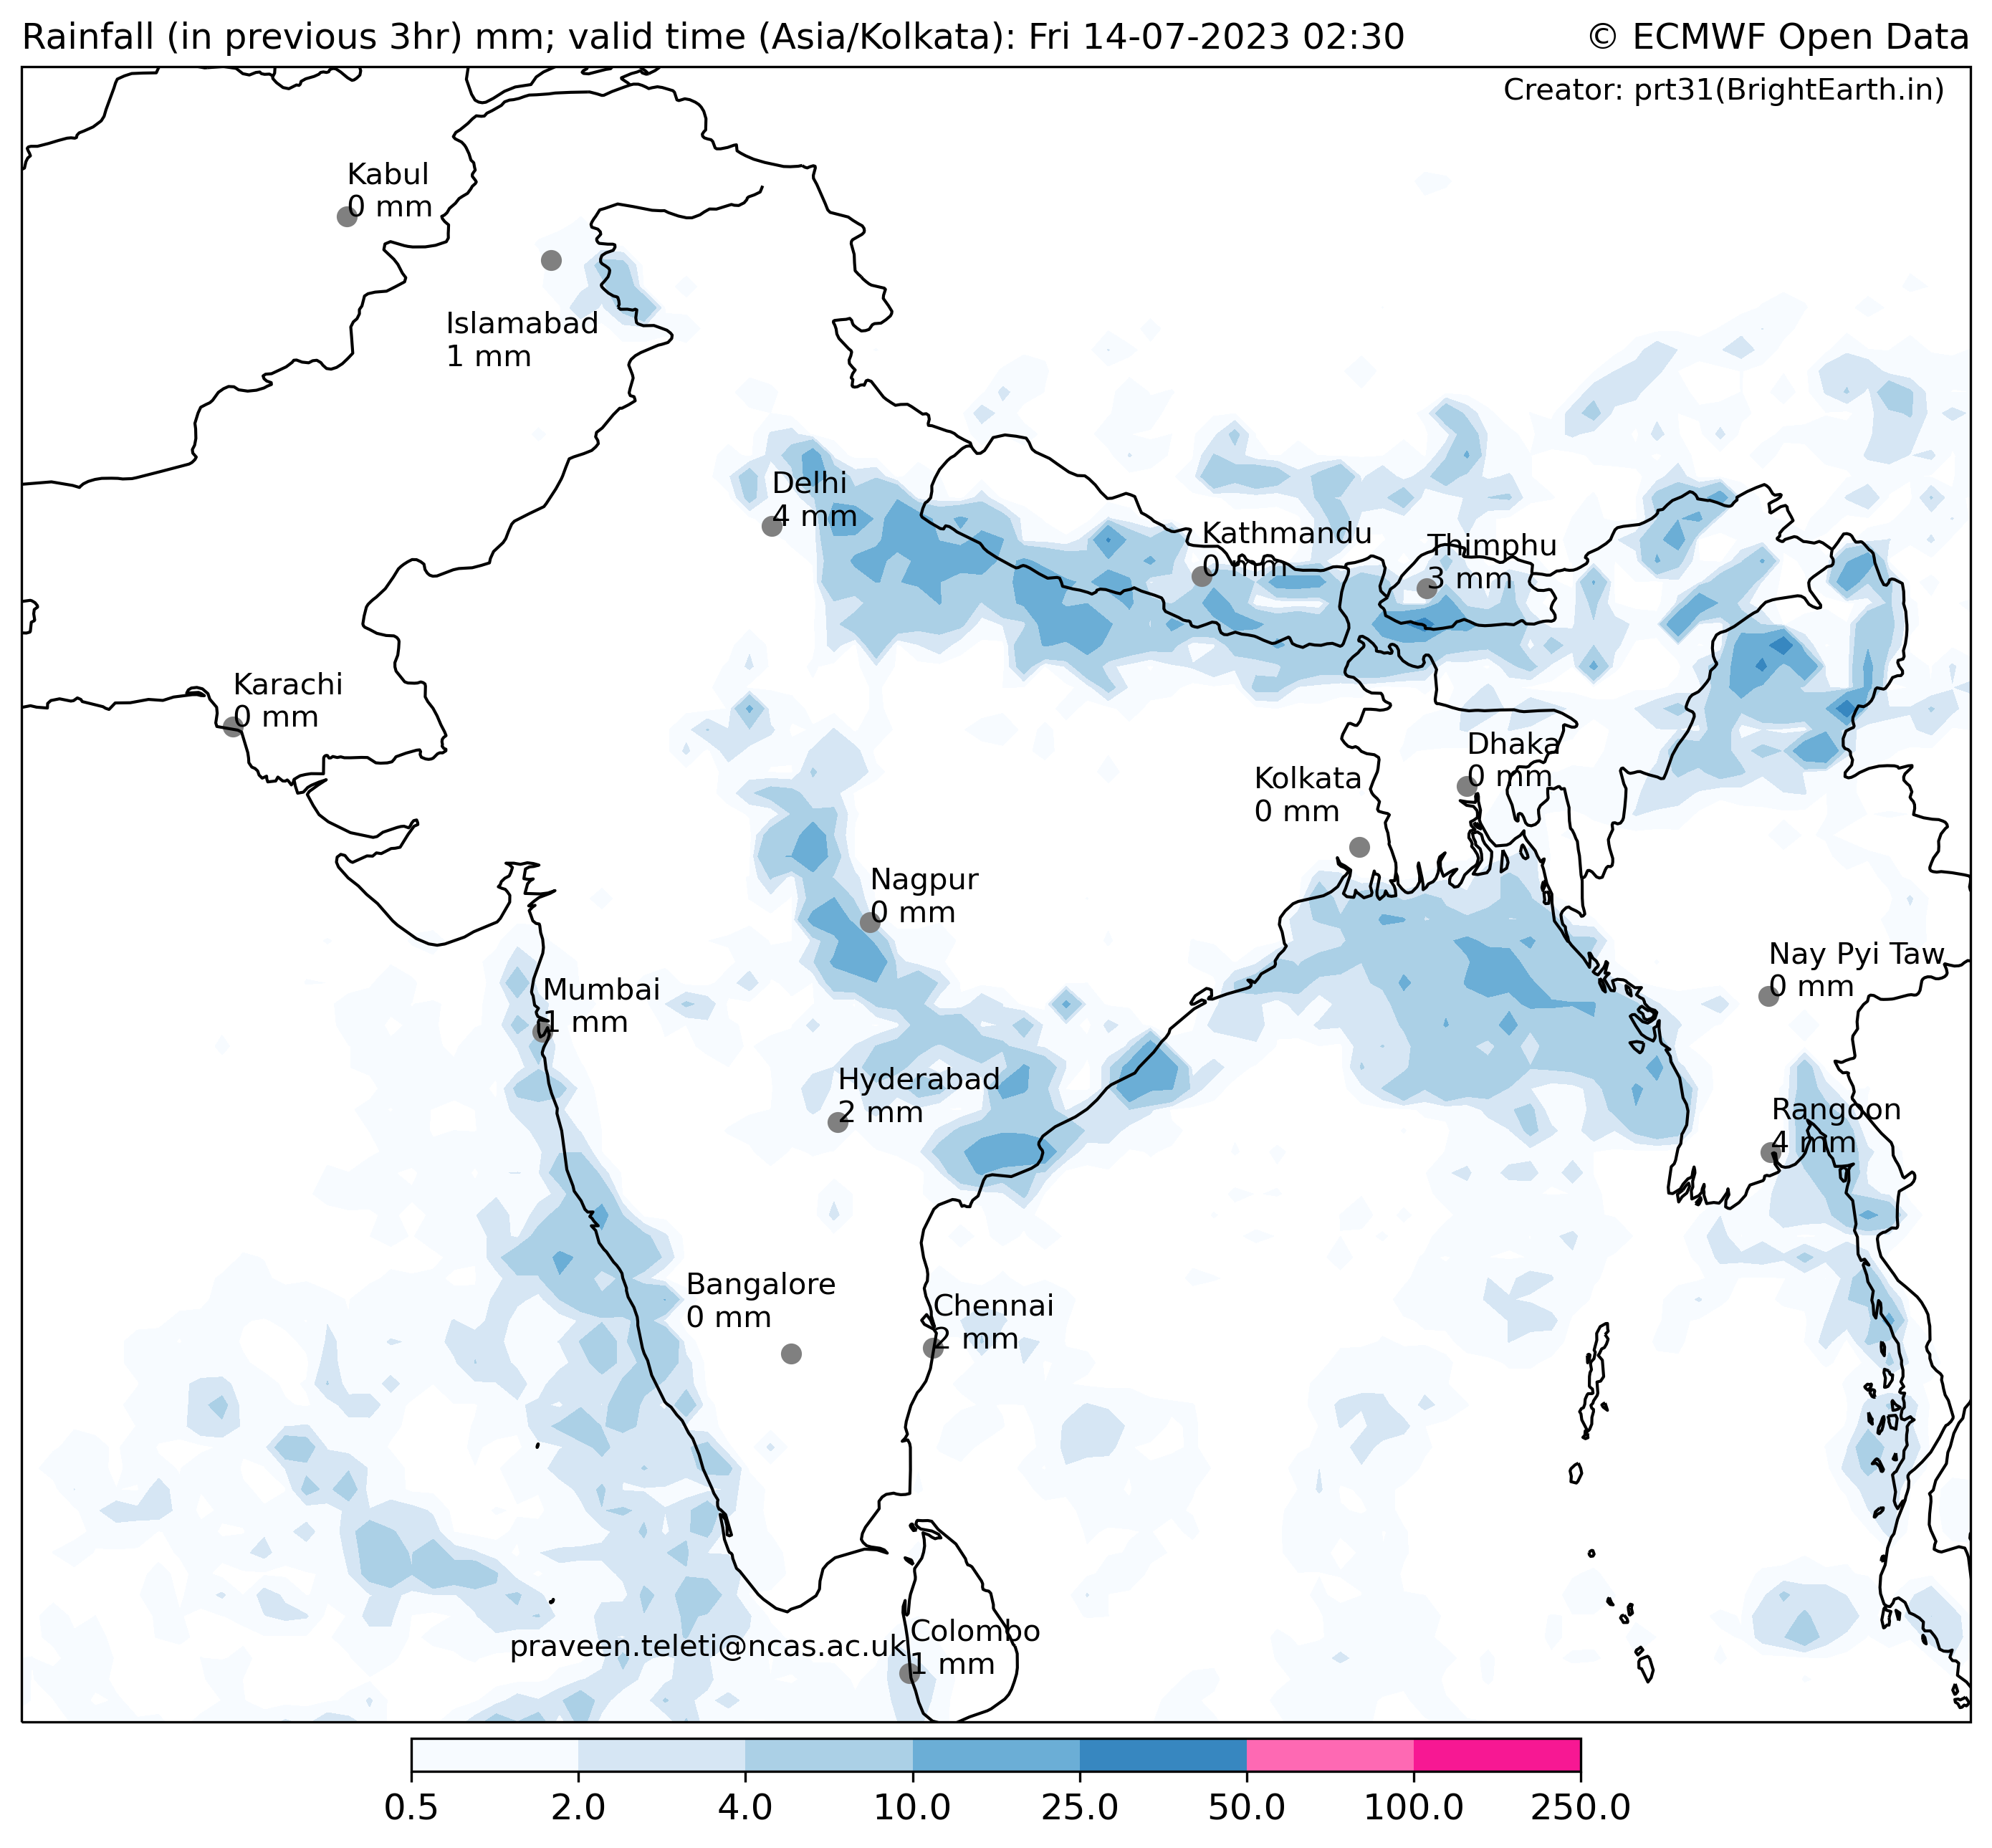 Rainfall (in previous 3hr) mm; valid time (Asia/Kolkata): Fri 14-07-2023 02:30
© ECMWF Open Data
Creator: prt31(BrightEarth.in)
Kabul
0 mm
Islamabad
1 mm
Delhi
4 mm
Kathmandu
0 mm
Thimphu
3 mm
Karachi
0 mm
Dhaka
0 mm
Kolkata
0 mm
Nagpur
0 mm
Nay Pyi Taw
0 mm
Mumbai
1 mm
Hyderabad
2 mm
Rangoon
4 mm
Bangalore
0 mm
Chennai
2 mm
Colombo
1 mm
praveen.teleti@ncas.ac.uk
0.5 2.0 4.0 10.0 25.0 50.0 100.0 250.0